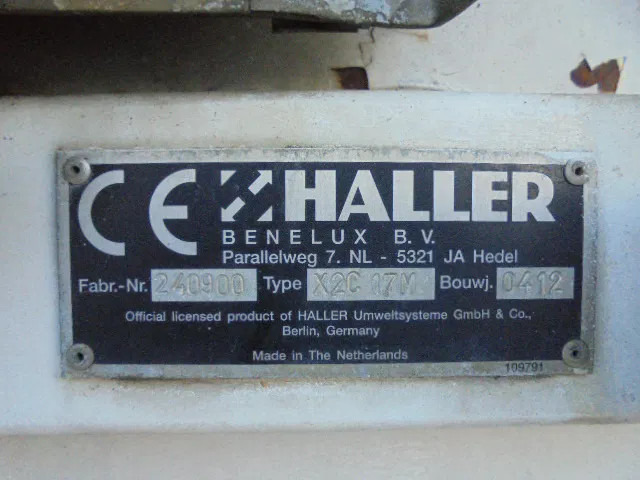 CE HALLER
BENELUX B.V.
Parallelweg 7. NL - 5321 JA Hedel
Fabr.-Nr. 240900 Type X2C 17M Bouwj. 0412
Official licensed product of HALLER Umweltsysteme GmbH & Co.,
Berlin, Germany
Made in The Netherlands
109791